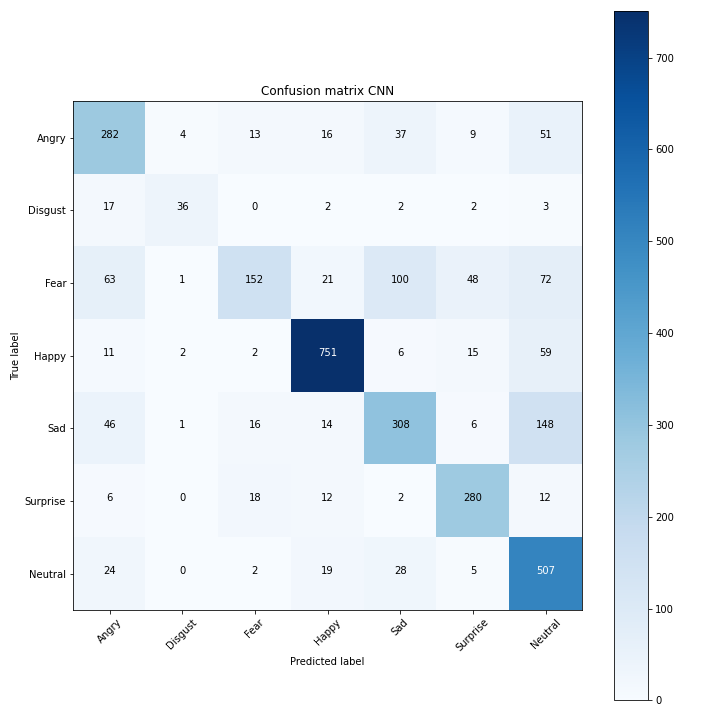 Confusion matrix CNN
Angry 282 4 13 16 37 9 51
Disgust 17 36 0 2 2 2 3
Fear 63 1 152 21 100 48 72
Happy 11 2 2 751 6 15 59
Sad 46 1 16 14 308 6 148
Surprise 6 0 18 12 2 280 12
Neutral 24 0 2 19 28 5 507
Angry Disgust Fear Happy Sad Surprise Neutral
Predicted label
True label
700
600
500
400
300
200
100
0